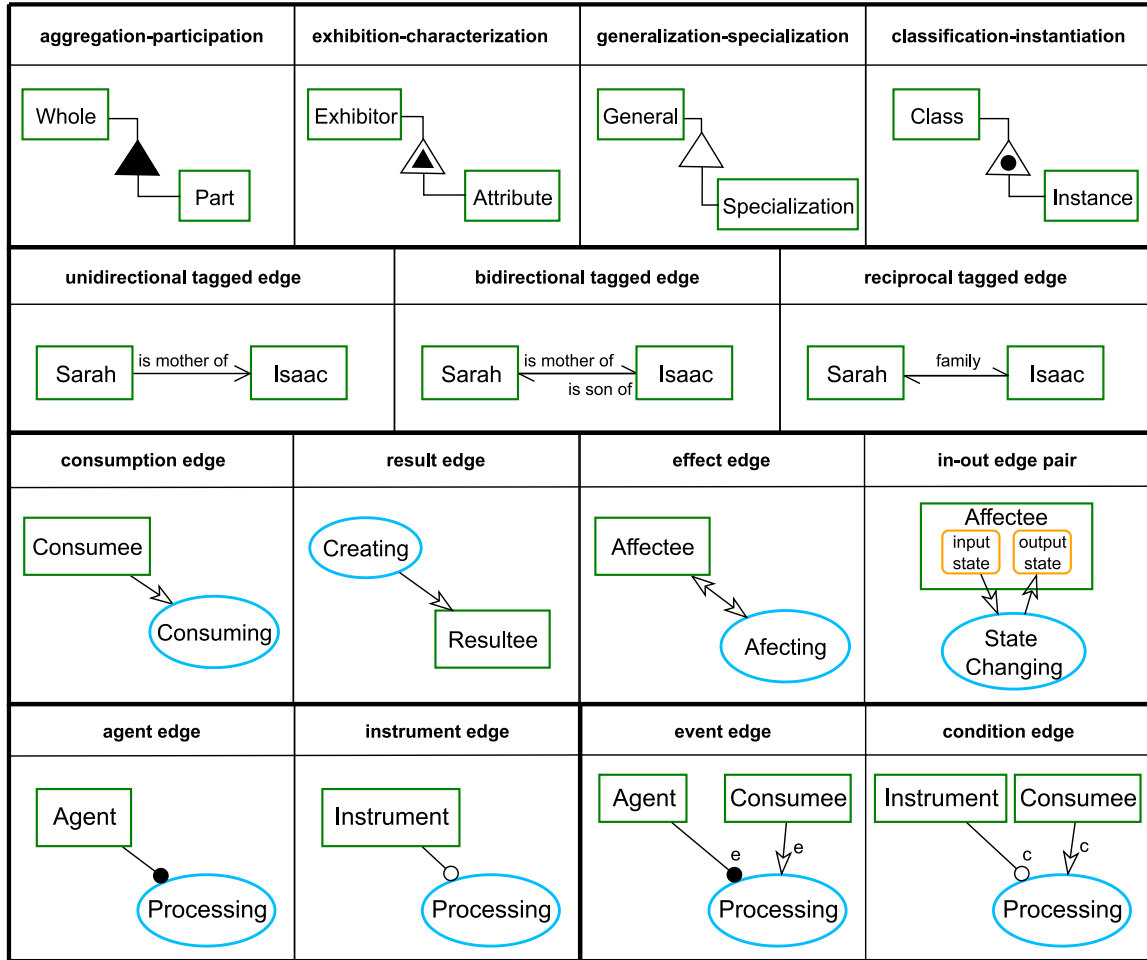 aggregation-participation
exhibition-characterization
generalization-specialization
classification-instantiation
Whole
Part
Exhibitor
Attribute
General
Specialization
Class
Instance
unidirectional tagged edge
bidirectional tagged edge
reciprocal tagged edge
Sarah
is mother of
Isaac
Sarah
is mother of
is son of
Isaac
Sarah
family
Isaac
consumption edge
result edge
effect edge
in-out edge pair
Consumee
Consuming
Creating
Resultee
Affectee
Afecting
Affectee
input
state
output
state
State
Changing
agent edge
instrument edge
event edge
condition edge
Agent
Processing
Instrument
Processing
Agent
Consumee
e
e
Processing
Instrument
Consumee
c
c
Processing